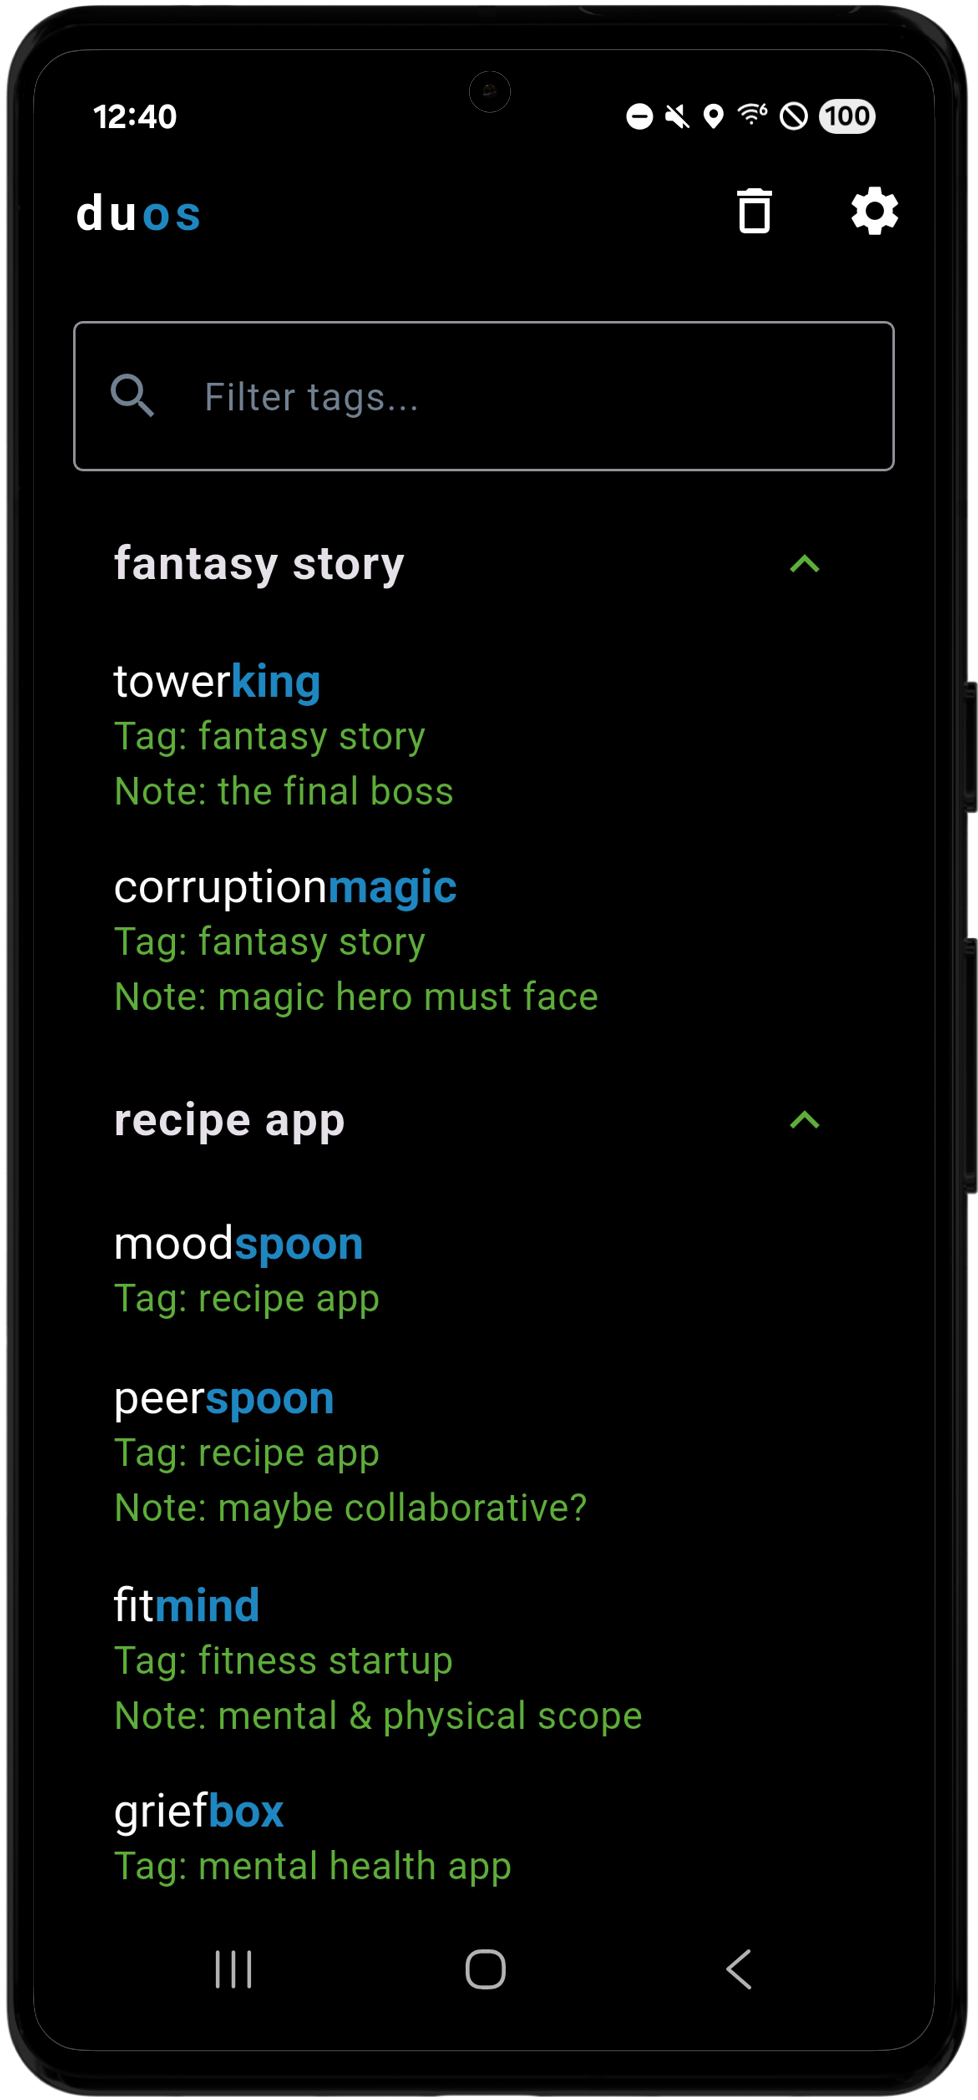 12:40
6
100
duos
Filter tags...
fantasy story
towerking
Tag: fantasy story
Note: the final boss
corruptionmagic
Tag: fantasy story
Note: magic hero must face
recipe app
moodspoon
Tag: recipe app
peerspoon
Tag: recipe app
Note: maybe collaborative?
fitmind
Tag: fitness startup
Note: mental & physical scope
griefbox
Tag: mental health app